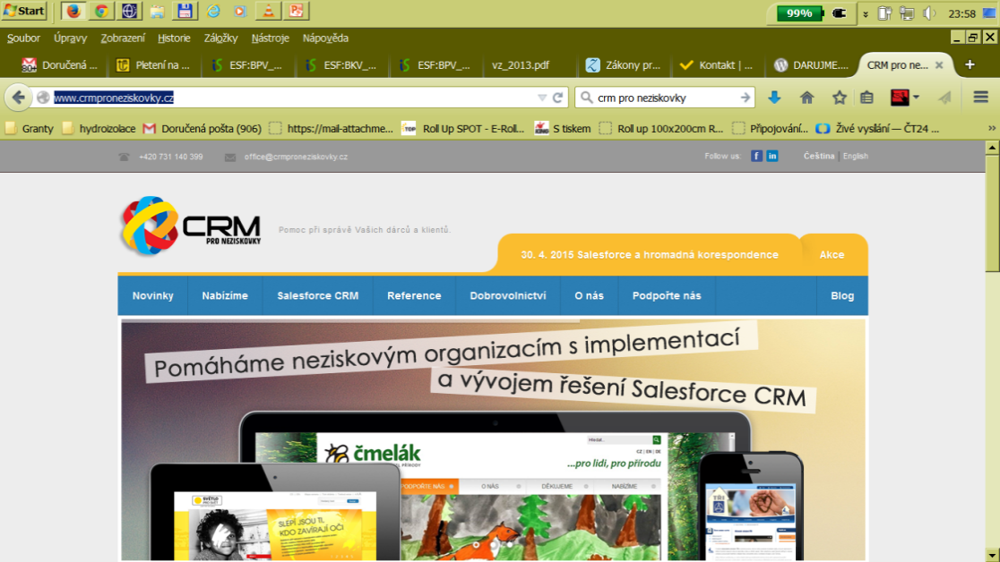 Start
99%
23:58
Soubor Úpravy Zobrazení Historie Záložky Nástroje Nápověda
Doručená ... Pletení na ... ESF:BPV_... ESF:BKV_... ESF:BPV_... vz_2013.pdf Zákony pr... Kontakt | ... DARUJME.... CRM pro ne...
www.crmproneziskovky.cz
crm pro neziskovky
Granty hydroizolace Doručená pošta (906) https://mail-attachme... Roll Up SPOT - E-Roll... S tiskem Roll up 100x200cm R... Připojování... Živé vysílání — ČT24 ...
+420 731 140 399 office@crmproneziskovky.cz Follow us: Čeština | English
CRM
PRO NEZISKOVKY
Pomoc při správě Vašich dárců a klientů.
30. 4. 2015 Salesforce a hromadná korespondence Akce
Novinky Nabízíme Salesforce CRM Reference Dobrovolnictví O nás Podpořte nás Blog
Pomáháme neziskovým organizacím s implementací
a vývojem řešení Salesforce CRM
Hledat...
čmelák
CZ | EN | DE
...pro lidi, pro přírodu
PODPOŘTE NÁS O NÁS DĚKUJEME NABÍZÍME
SVĚTLO
PRO SVĚT
SLEPÍ JSOU TI,
KDO ZAVÍRAJÍ OČI
TŘI